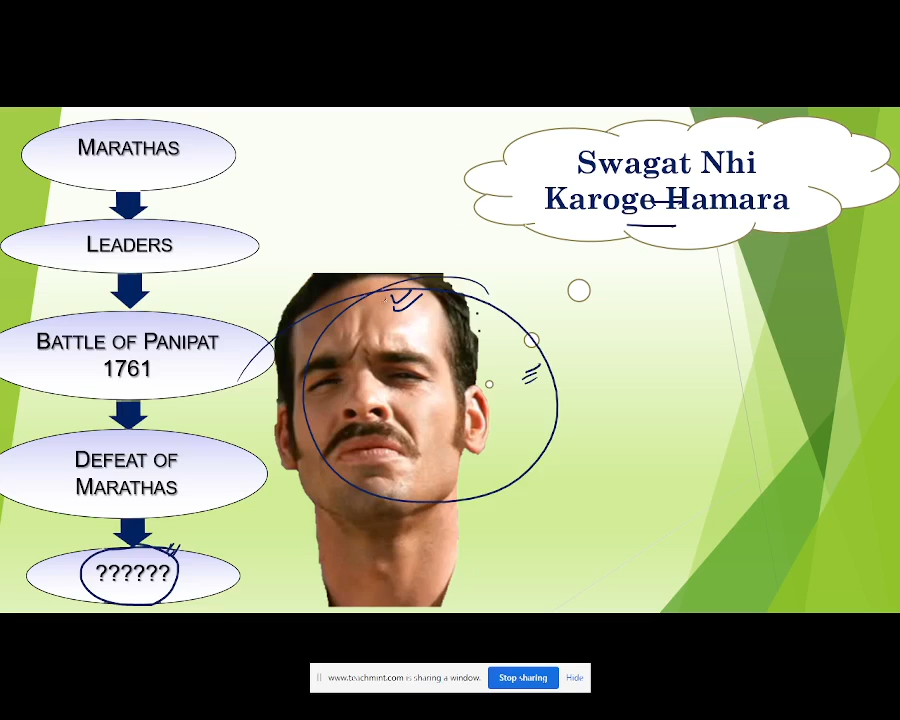 MARATHAS
LEADERS
BATTLE OF PANIPAT
1761
DEFEAT OF
MARATHAS
??????
Swagat Nhi
Karoge Hamara
www.teachmint.com is sharing a window.
Stop sharing
Hide